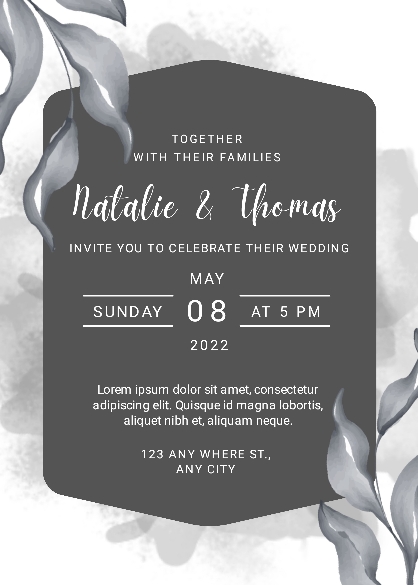 TOGETHER
WITH THEIR FAMILIES
Natalie & Thomas
INVITE YOU TO CELEBRATE THEIR WEDDING
MAY
SUNDAY 08 AT 5 PM
2022
Lorem ipsum dolor sit amet, consectetur
adipiscing elit. Quisque id magna lobortis,
aliquet nibh et, aliquam neque.
123 ANY WHERE ST.,
ANY CITY